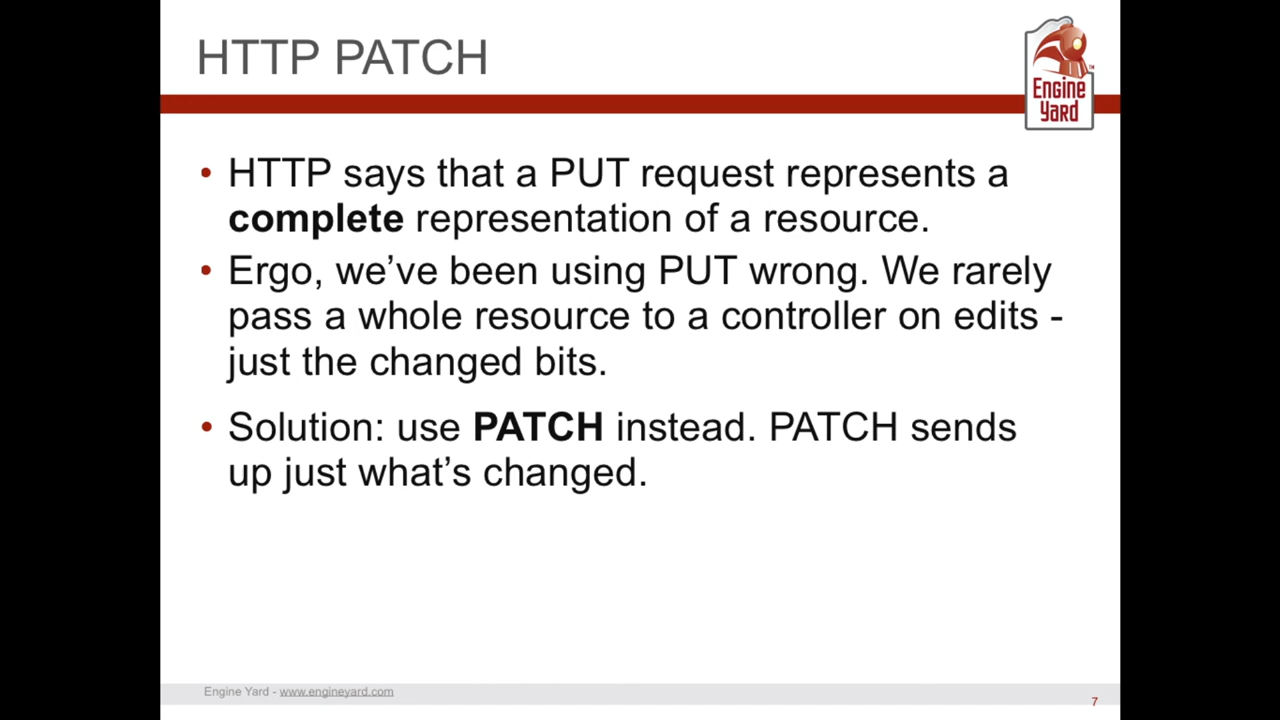 HTTP PATCH
Engine
Yard
™
• HTTP says that a PUT request represents a
complete representation of a resource.
• Ergo, we’ve been using PUT wrong. We rarely
pass a whole resource to a controller on edits -
just the changed bits.
• Solution: use PATCH instead. PATCH sends
up just what’s changed.
Engine Yard - www.engineyard.com
7